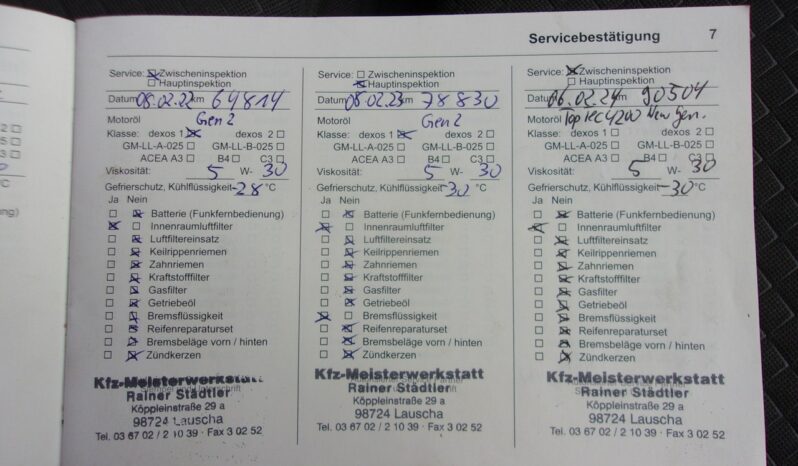 Servicebestätigung 7
Service: ☒ Zwischeninspektion
☐ Hauptinspektion
Datum 08.02.22 km 64814
Motoröl Gen 2
Klasse: dexos 1 ☒ dexos 2 ☐
GM-LL-A-025 ☐ GM-LL-B-025 ☐
ACEA A3 ☐ B4 ☐ C3 ☐
Viskosität: 5 W- 30
Gefrierschutz, Kühlflüssigkeit -28 °C
Ja Nein
☐ ☒ Batterie (Funkfernbedienung)
☒ ☐ Innenraumluftfilter
☐ ☒ Luftfiltereinsatz
☐ ☒ Keilrippenriemen
☐ ☒ Zahnriemen
☐ ☒ Kraftstofffilter
☐ ☒ Gasfilter
☐ ☒ Getriebeöl
☐ ☒ Bremsflüssigkeit
☐ ☒ Reifenreparaturset
☐ ☒ Bremsbeläge vorn / hinten
☐ ☒ Zündkerzen
Kfz-Meisterwerkstatt
Rainer Städtler
Köppleinstraße 29 a
98724 Lauscha
Tel. 03 67 02 / 2 10 39 · Fax 3 02 52
Service: ☐ Zwischeninspektion
☒ Hauptinspektion
Datum 08.02.23 km 78830
Motoröl Gen 2
Klasse: dexos 1 ☒ dexos 2 ☐
GM-LL-A-025 ☐ GM-LL-B-025 ☐
ACEA A3 ☐ B4 ☐ C3 ☐
Viskosität: 5 W- 30
Gefrierschutz, Kühlflüssigkeit -30 °C
Ja Nein
☐ ☒ Batterie (Funkfernbedienung)
☒ ☐ Innenraumluftfilter
☐ ☒ Luftfiltereinsatz
☐ ☒ Keilrippenriemen
☐ ☒ Zahnriemen
☐ ☒ Kraftstofffilter
☐ ☒ Gasfilter
☐ ☒ Getriebeöl
☒ ☐ Bremsflüssigkeit
☐ ☒ Reifenreparaturset
☐ ☒ Bremsbeläge vorn / hinten
☐ ☒ Zündkerzen
Kfz-Meisterwerkstatt
Rainer Städtler
Köppleinstraße 29 a
98724 Lauscha
Tel. 03 67 02 / 2 10 39 · Fax 3 02 52
Service: ☒ Zwischeninspektion
☐ Hauptinspektion
Datum 06.02.24 km 90504
Motoröl Top Tec 4200 New Gen.
Klasse: dexos 1 ☐ dexos 2 ☐
GM-LL-A-025 ☐ GM-LL-B-025 ☐
ACEA A3 ☐ B4 ☐ C3 ☐
Viskosität: 5 W- 30
Gefrierschutz, Kühlflüssigkeit -30 °C
Ja Nein
☐ ☒ Batterie (Funkfernbedienung)
☒ ☐ Innenraumluftfilter
☐ ☒ Luftfiltereinsatz
☐ ☒ Keilrippenriemen
☐ ☒ Zahnriemen
☐ ☒ Kraftstofffilter
☐ ☒ Gasfilter
☐ ☒ Getriebeöl
☐ ☒ Bremsflüssigkeit
☐ ☒ Reifenreparaturset
☐ ☒ Bremsbeläge vorn / hinten
☐ ☒ Zündkerzen
Kfz-Meisterwerkstatt
Rainer Städtler
Köppleinstraße 29 a
98724 Lauscha
Tel. 03 67 02 / 2 10 39 · Fax 3 02 52